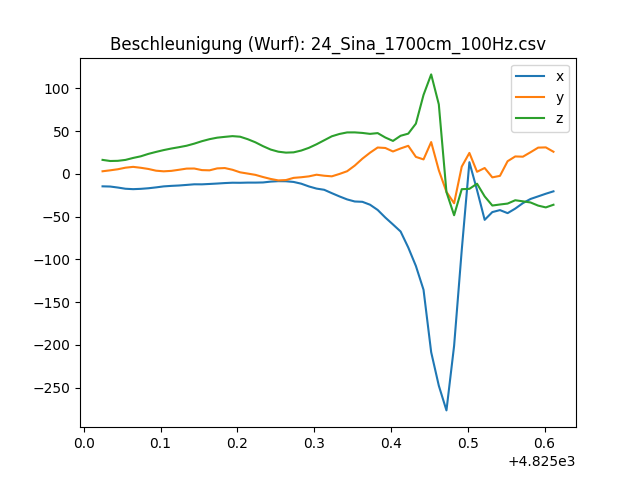 Beschleunigung (Wurf): 24_Sina_1700cm_100Hz.csv
x
y
z
100
50
0
−50
−100
−150
−200
−250
0.0 0.1 0.2 0.3 0.4 0.5 0.6
+4.825e3